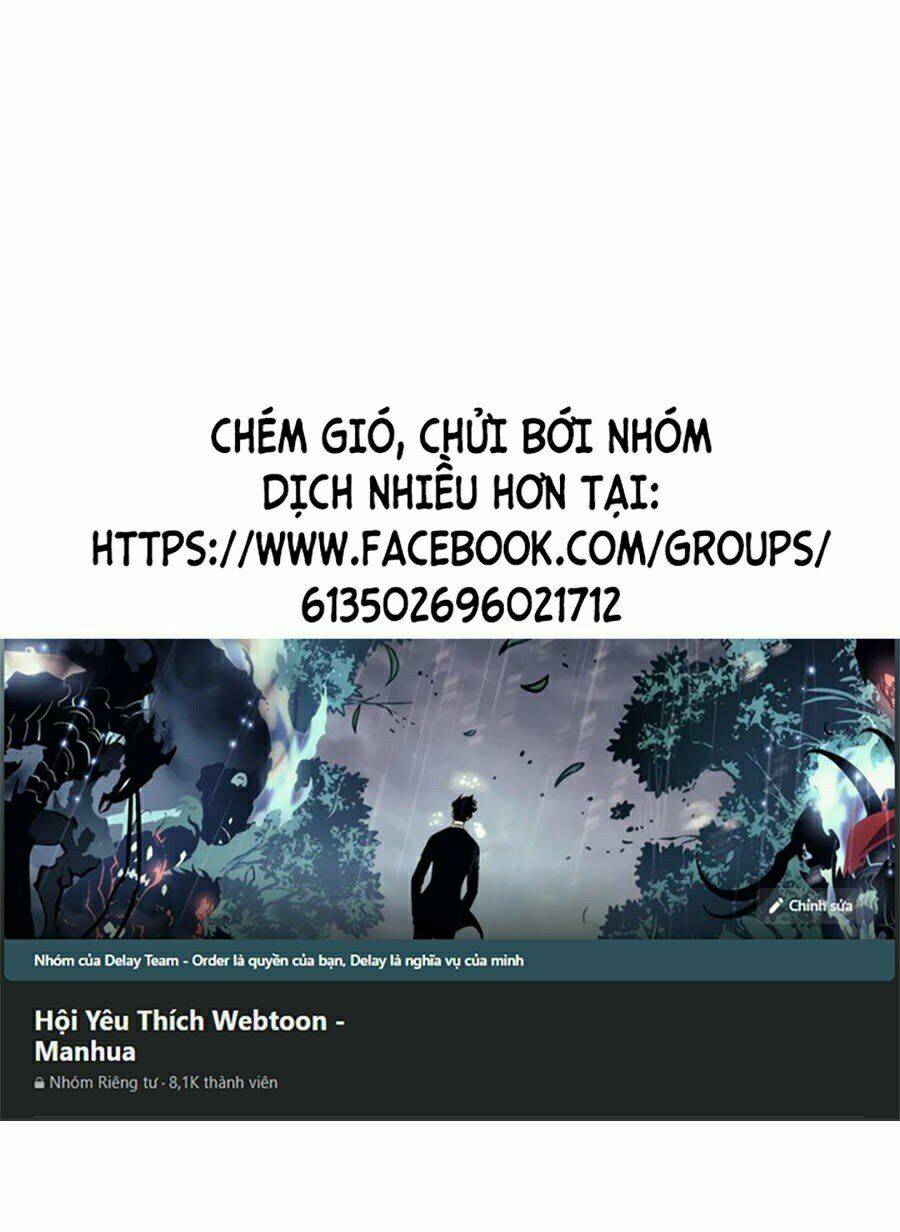 CHÉM GIÓ, CHỬI BỚI NHÓM
DỊCH NHIỀU HƠN TẠI:
HTTPS://WWW.FACEBOOK.COM/GROUPS/
613502696021712
Chỉnh sửa
Nhóm của Delay Team - Order là quyền của bạn, Delay là nghĩa vụ của mình
Hội Yêu Thích Webtoon -
Manhua
Nhóm Riêng tư · 8,1K thành viên